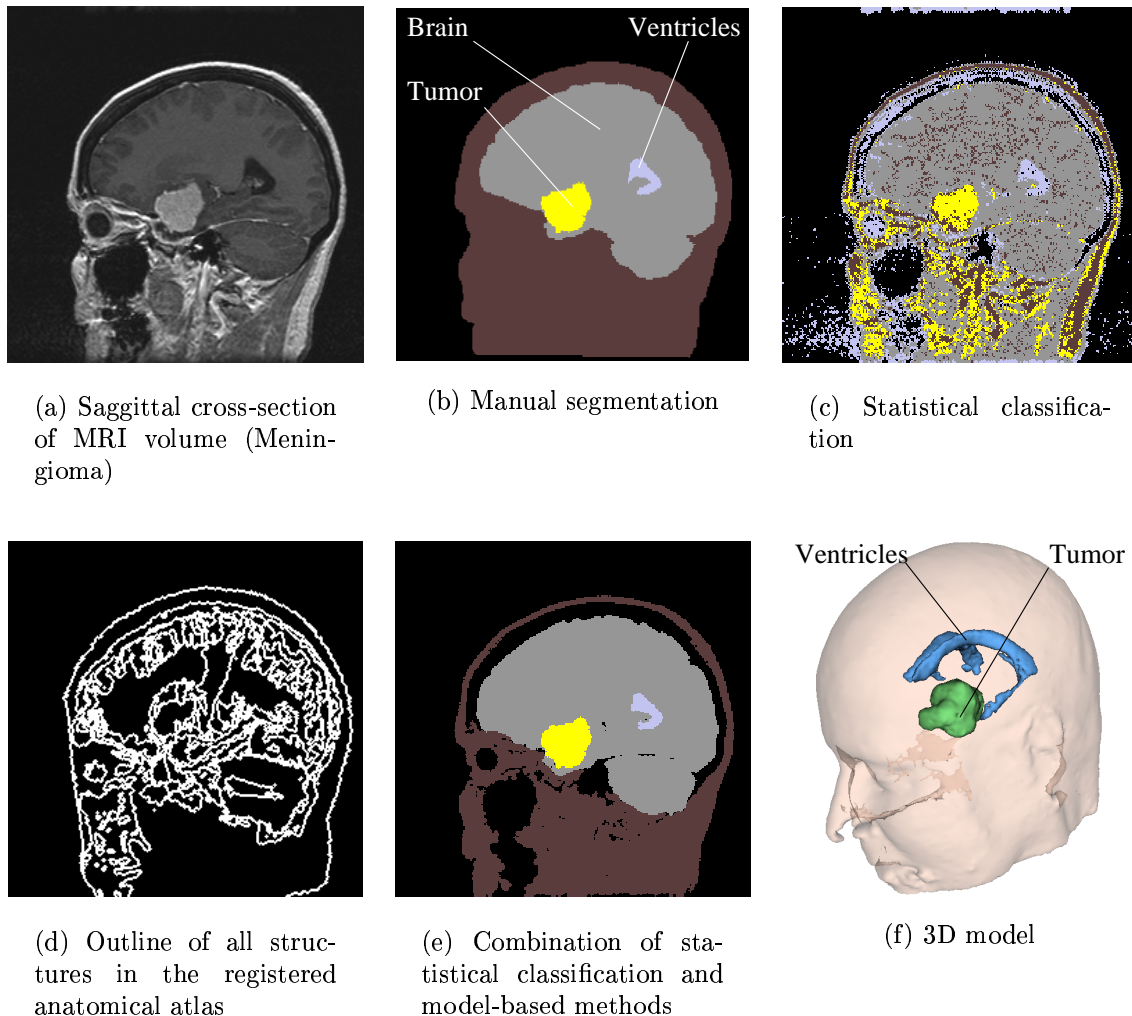 Brain
Ventricles
Tumor
(a) Saggittal cross-section
of MRI volume (Menin-
gioma)
(b) Manual segmentation
(c) Statistical classifica-
tion
Ventricles
Tumor
(d) Outline of all struc-
tures in the registered
anatomical atlas
(e) Combination of sta-
tistical classification and
model-based methods
(f) 3D model